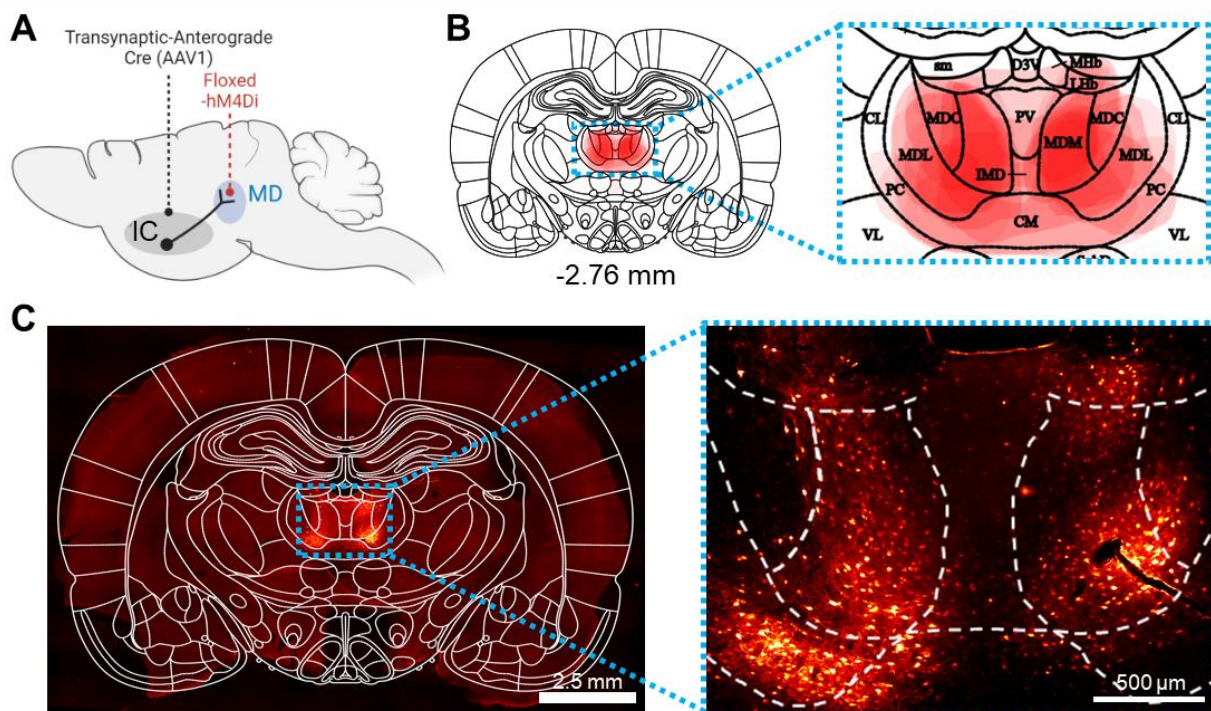 A
Transynaptic-Anterograde
Cre (AAV1)
Floxed
-hM4Di
MD
IC
B
-2.76 mm
sm
D3V
MHb
LHb
CL
MDC
PV
MDC
CL
MDL
MDM
MDL
IMD
PC
PC
CM
VL
VL
C
2.5 mm
500 µm